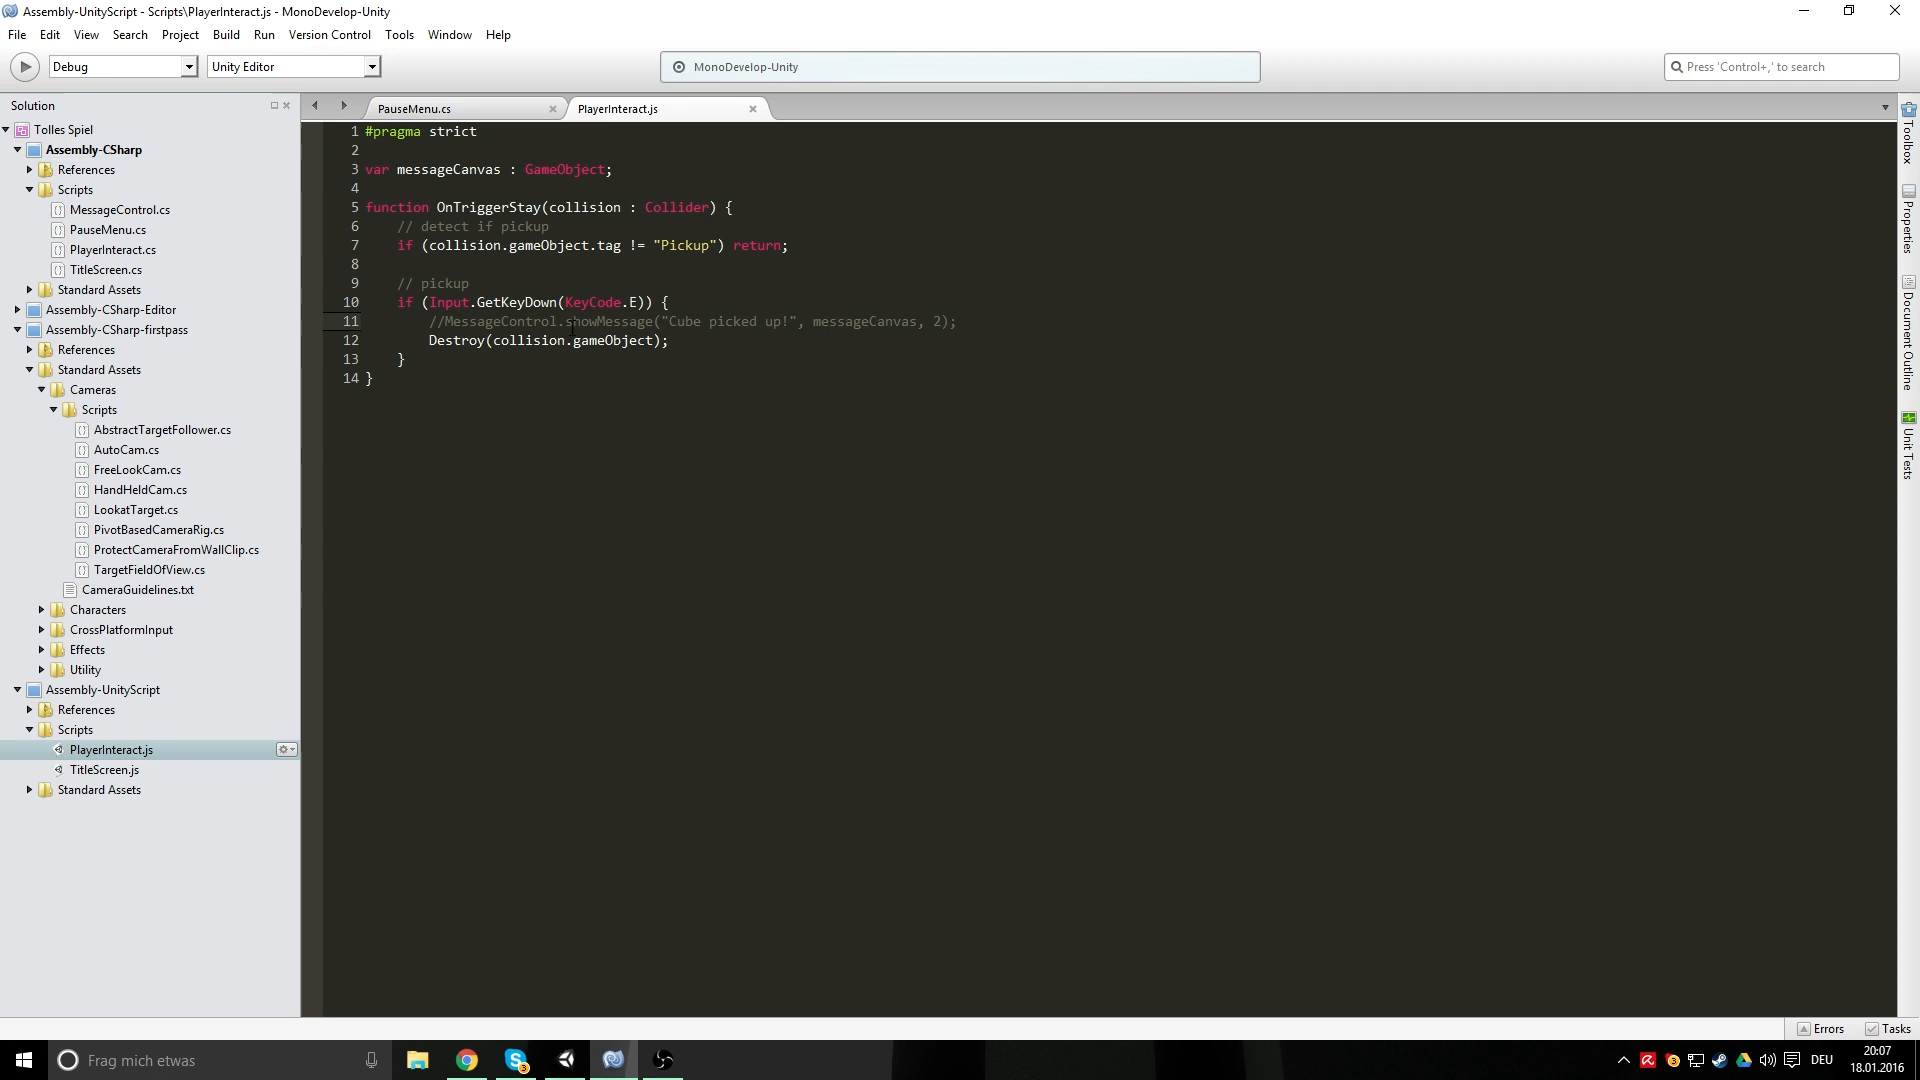 Assembly-UnityScript - Scripts\PlayerInteract.js - MonoDevelop-Unity
File Edit View Search Project Build Run Version Control Tools Window Help
Debug
Unity Editor
MonoDevelop-Unity
Press 'Control+,' to search
Solution
Tolles Spiel
Assembly-CSharp
References
Scripts
MessageControl.cs
PauseMenu.cs
PlayerInteract.cs
TitleScreen.cs
Standard Assets
Assembly-CSharp-Editor
Assembly-CSharp-firstpass
References
Standard Assets
Cameras
Scripts
AbstractTargetFollower.cs
AutoCam.cs
FreeLookCam.cs
HandHeldCam.cs
LookatTarget.cs
PivotBasedCameraRig.cs
ProtectCameraFromWallClip.cs
TargetFieldOfView.cs
CameraGuidelines.txt
Characters
CrossPlatformInput
Effects
Utility
Assembly-UnityScript
References
Scripts
PlayerInteract.js
TitleScreen.js
Standard Assets
PauseMenu.cs
PlayerInteract.js
1 #pragma strict
2
3 var messageCanvas : GameObject;
4
5 function OnTriggerStay(collision : Collider) {
6     // detect if pickup
7     if (collision.gameObject.tag != "Pickup") return;
8
9     // pickup
10     if (Input.GetKeyDown(KeyCode.E)) {
11         //MessageControl.showMessage("Cube picked up!", messageCanvas, 2);
12         Destroy(collision.gameObject);
13     }
14 }
Toolbox
Properties
Document Outline
Unit Tests
Errors
Tasks
Frag mich etwas
3
3
DEU
20:07
18.01.2016